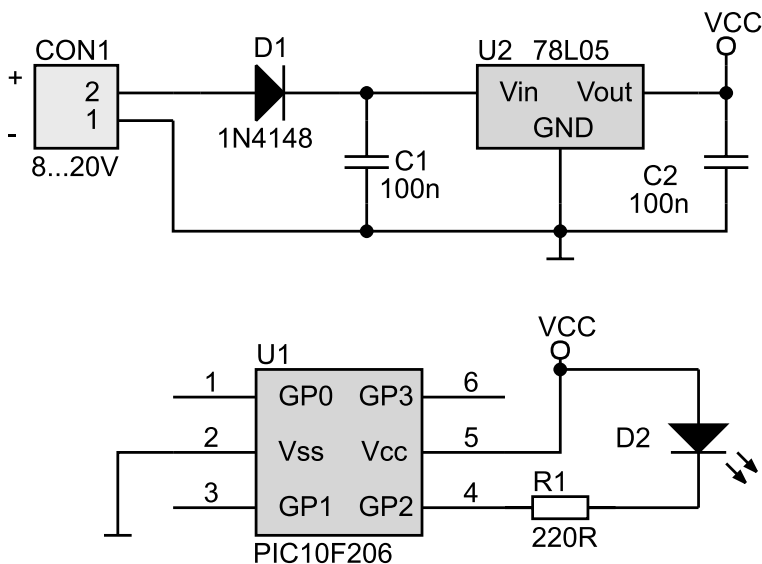 VCC
CON1
D1
U2 78L05
+
2
1
-
Vin Vout
GND
1N4148
8...20V
C1
100n
C2
100n
VCC
U1
1
GP0 GP3
6
2
Vss Vcc
5
D2
3
GP1 GP2
4
R1
220R
PIC10F206